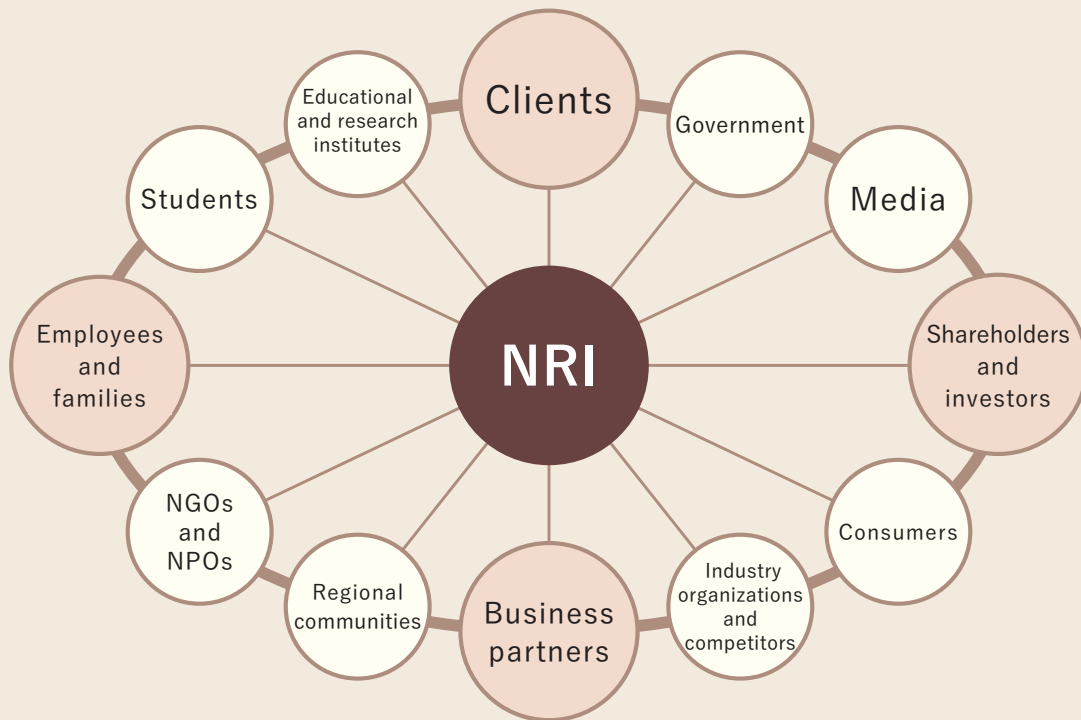 Clients
Educational
and research
institutes
Government
Students
Media
Employees
and
families
NRI
Shareholders
and
investors
NGOs
and
NPOs
Consumers
Regional
communities
Business
partners
Industry
organizations
and
competitors